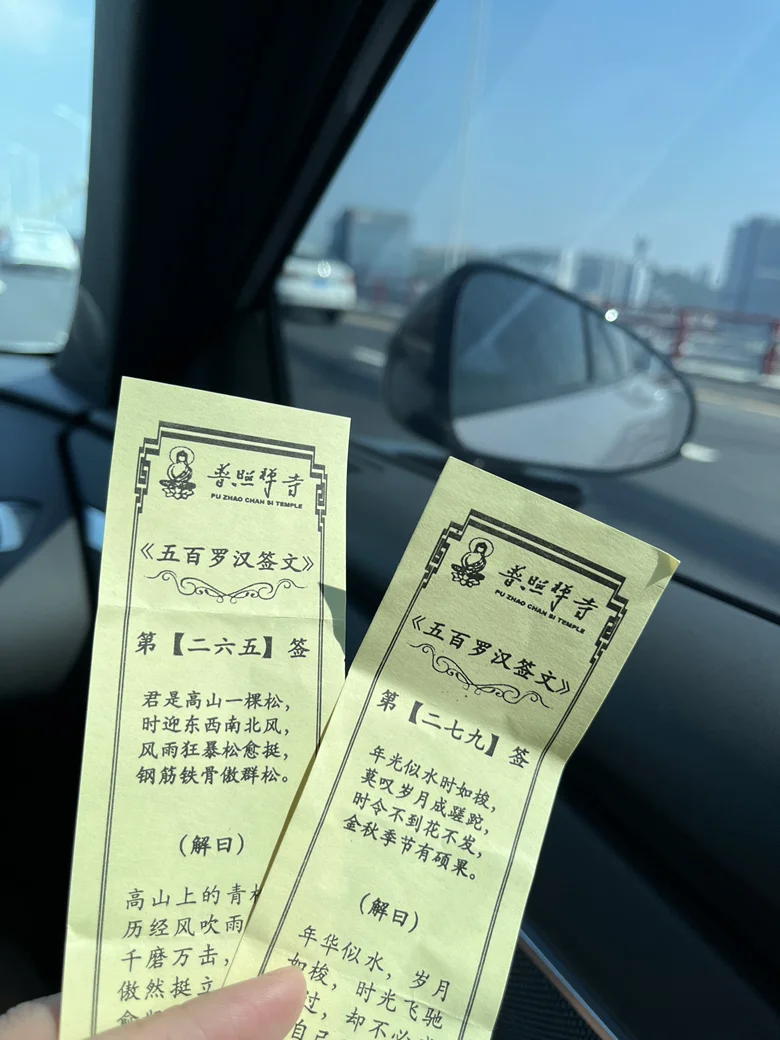 普照禅寺
PU ZHAO CHAN SI TEMPLE
《五百罗汉签文》
第【二六五】签
君是高山一棵松，
时迎东西南北风，
风雨狂暴松愈挺，
钢筋铁骨傲群松。
(解曰)
高山上的青
历经风吹雨
千磨万击，
傲然挺立
普照禅寺
PU ZHAO CHAN SI TEMPLE
《五百罗汉签文》
第【二七九】签
年光似水时如梭，
莫叹岁月成蹉跎，
时令不到花不发，
金秋季节有硕果。
(解曰)
年华似水，岁月
如梭，时光飞驰
过，却不必
自己